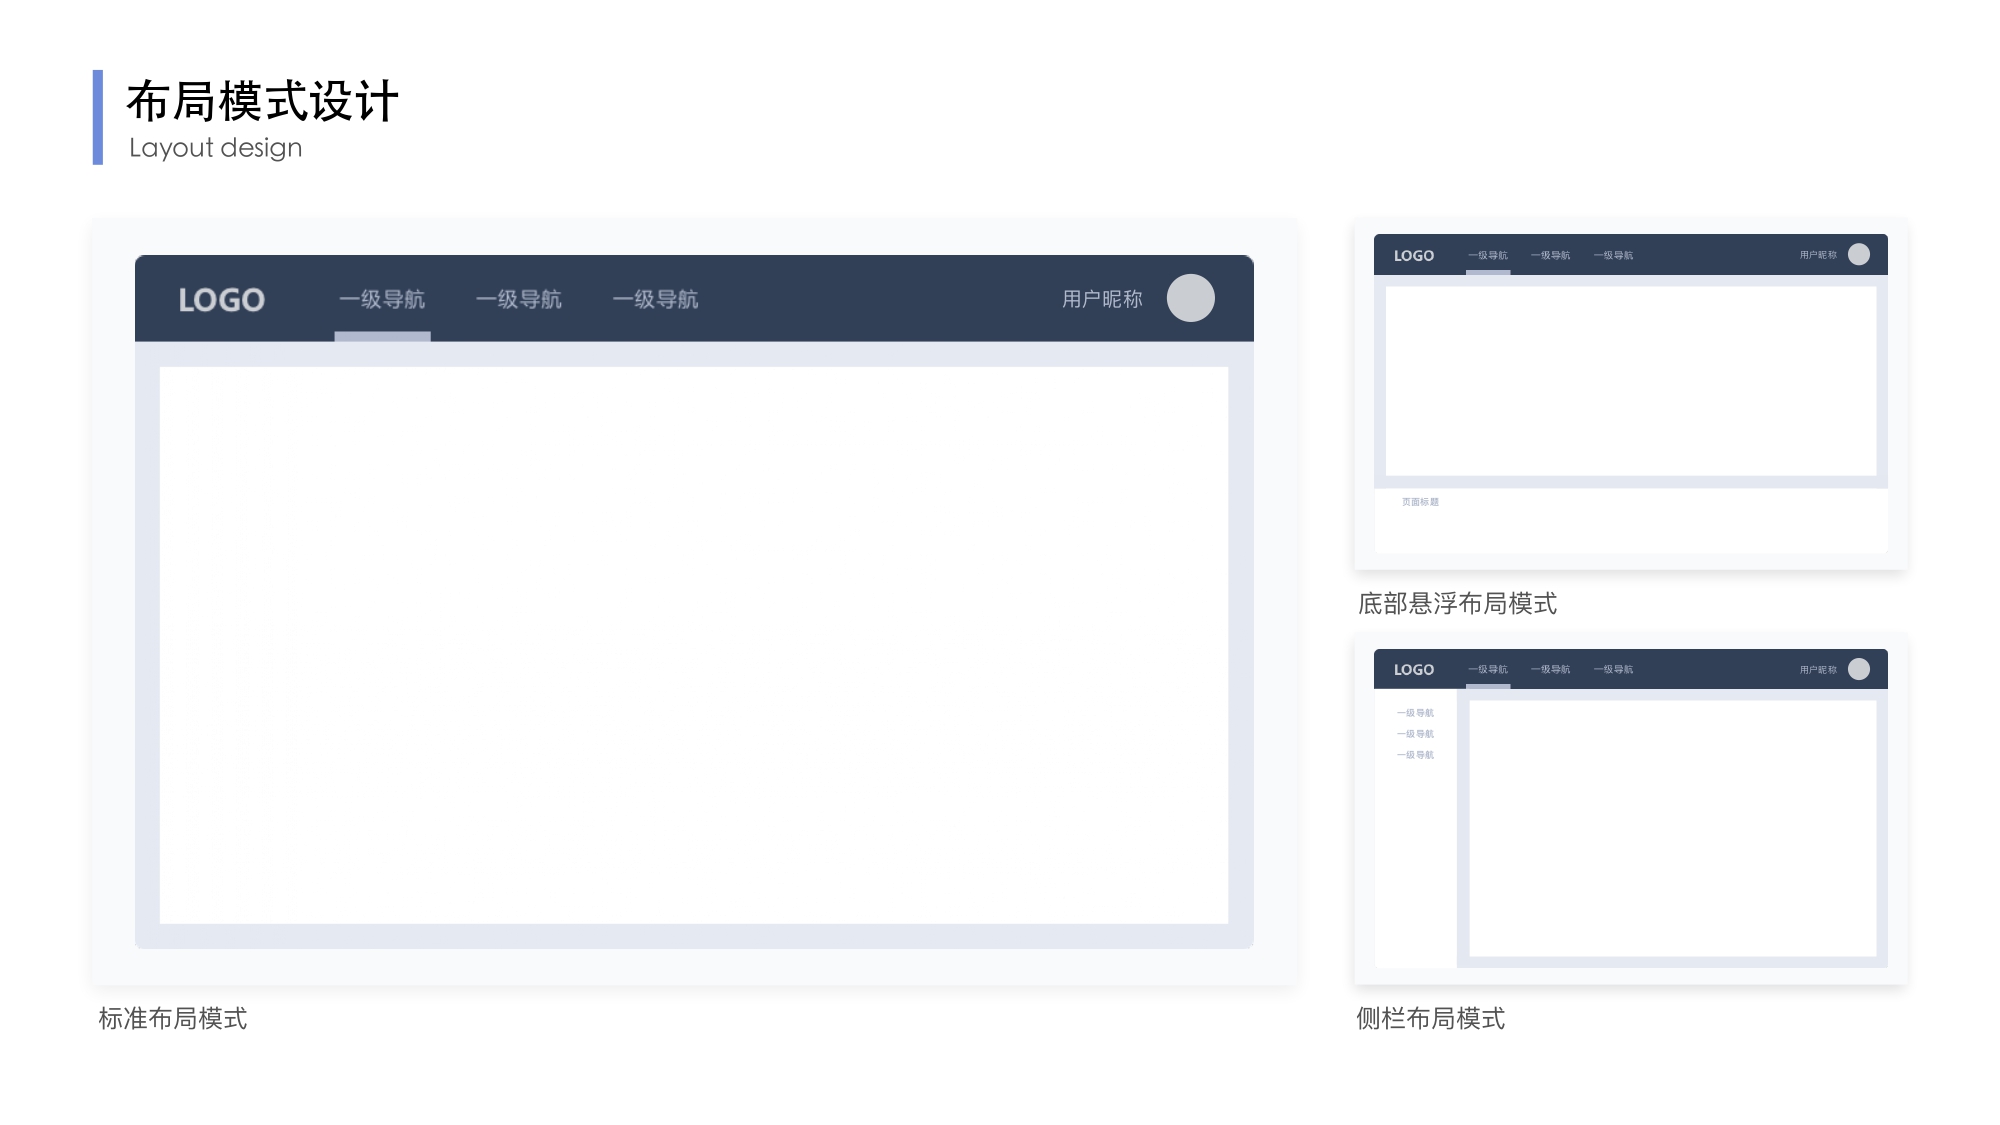 布局模式设计
Layout design
LOGO 一级导航 一级导航 一级导航 用户昵称
标准布局模式
LOGO 一级导航 一级导航 一级导航 用户昵称
页面标题
底部悬浮布局模式
LOGO 一级导航 一级导航 一级导航 用户昵称
一级导航
一级导航
一级导航
侧栏布局模式